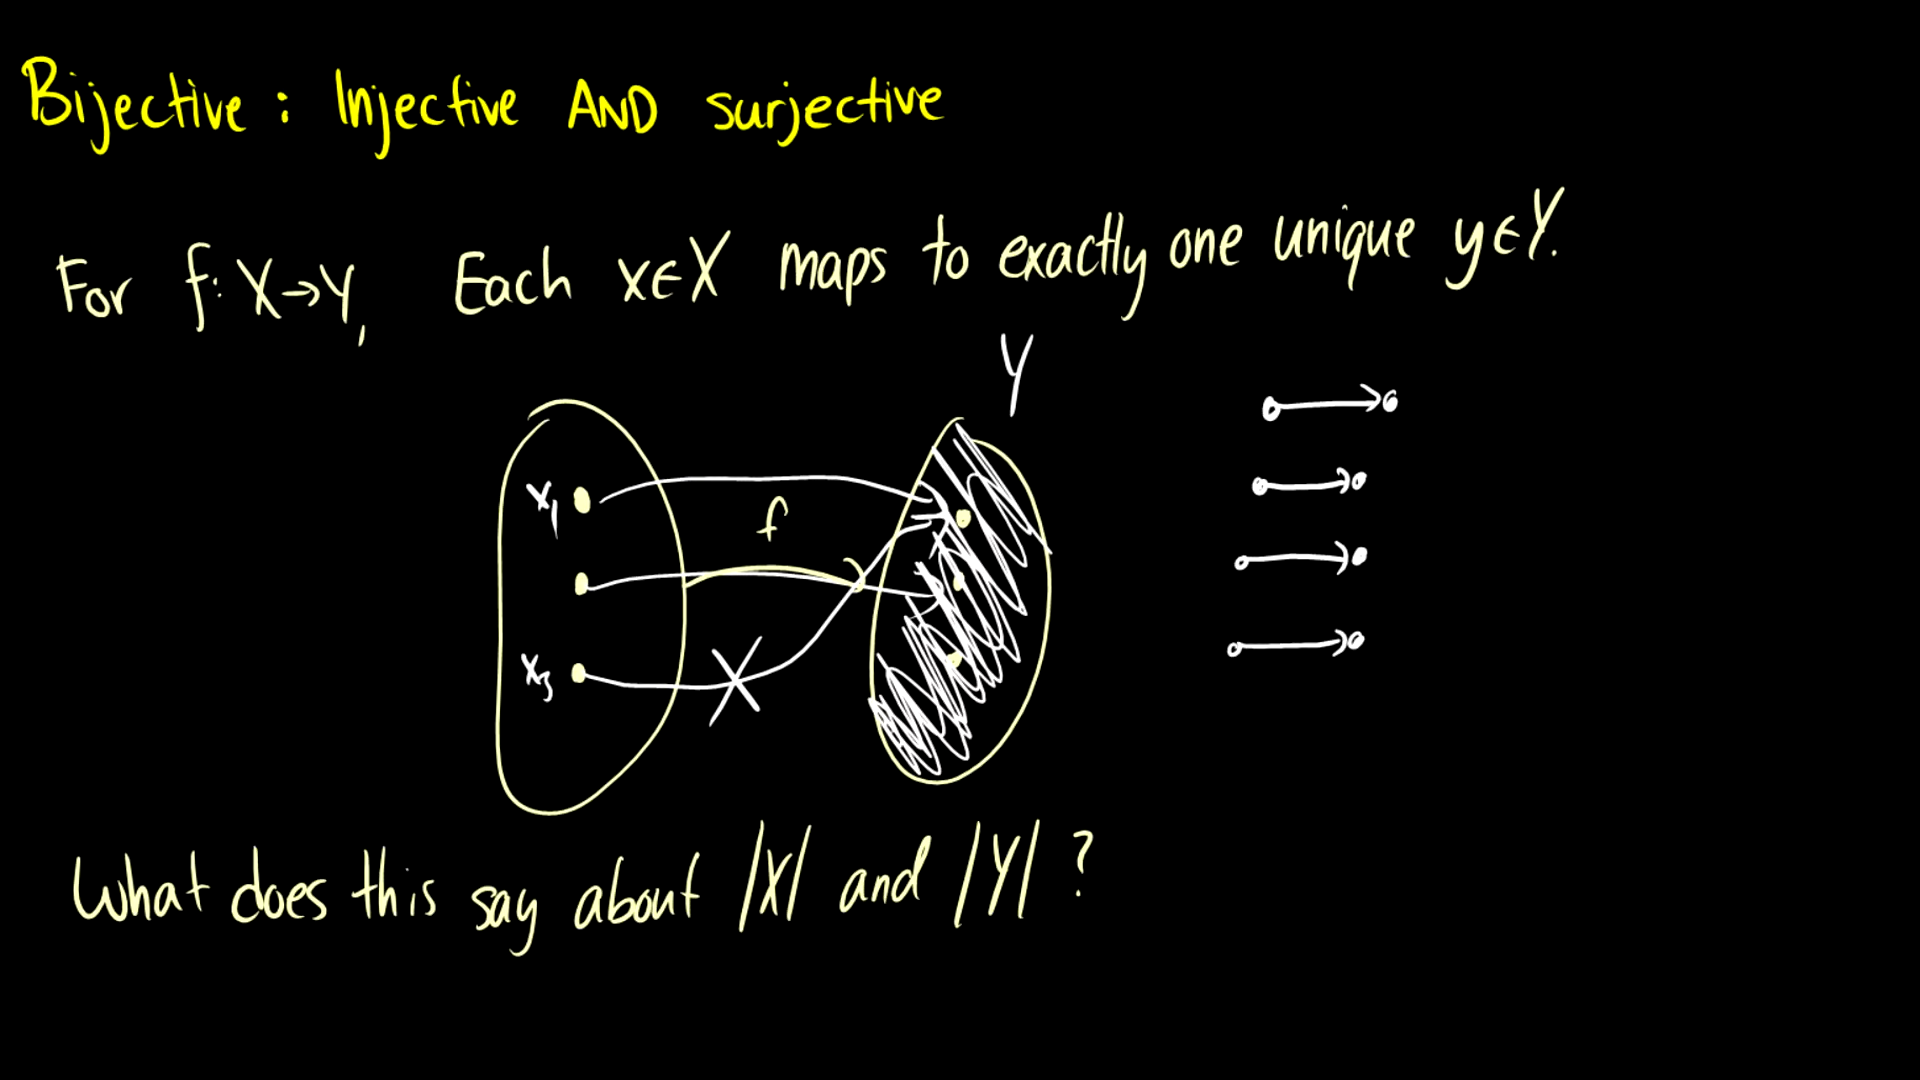 Bijective: Injective AND surjective
For f: X→Y, Each x∈X maps to exactly one unique y∈Y.
Y
x₁
f
x₃
What does this say about |X| and |Y|?